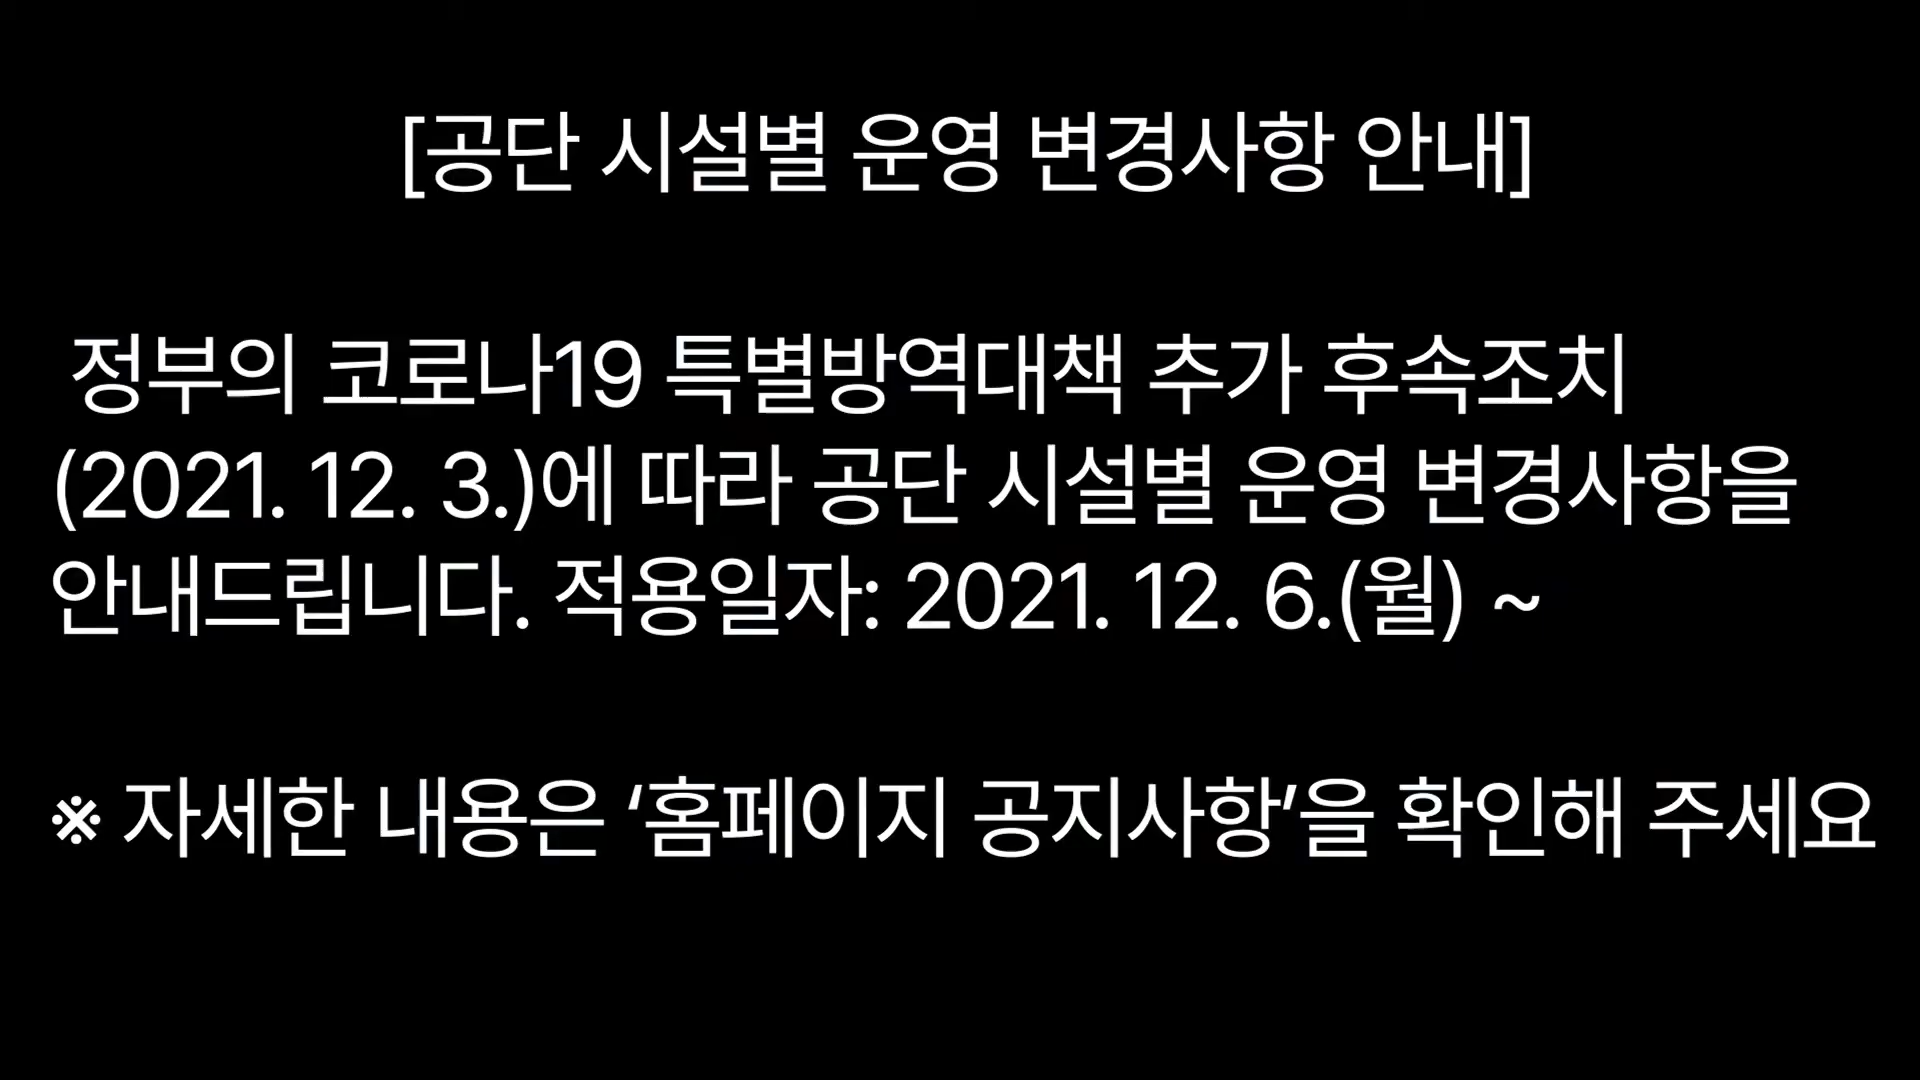 [공단 시설별 운영 변경사항 안내]
정부의 코로나19 특별방역대책 추가 후속조치
(2021. 12. 3.)에 따라 공단 시설별 운영 변경사항을
안내드립니다. 적용일자: 2021. 12. 6.(월) ~
※ 자세한 내용은 ‘홈페이지 공지사항’을 확인해 주세요